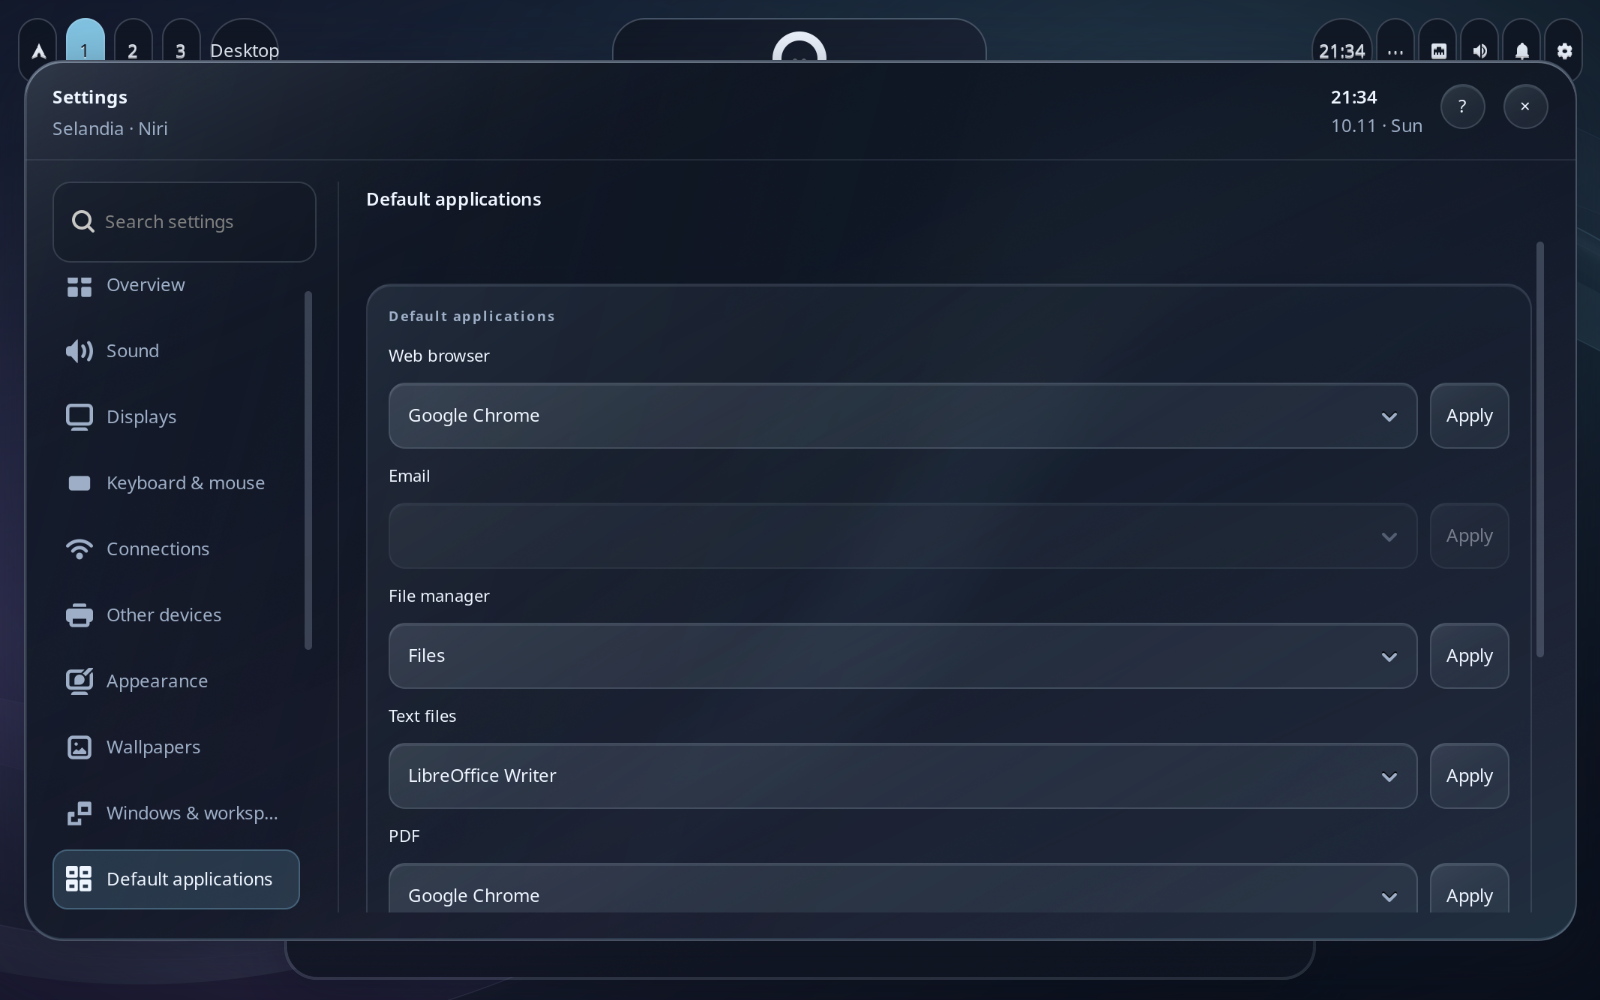 1
2
3
Desktop
21:34
...
Settings
Selandia · Niri
21:34
10.11 · Sun
?
×
Search settings
Overview
Sound
Displays
Keyboard & mouse
Connections
Other devices
Appearance
Wallpapers
Windows & worksp...
Default applications
Default applications
Default applications
Web browser
Google Chrome
Apply
Email
Apply
File manager
Files
Apply
Text files
LibreOffice Writer
Apply
PDF
Google Chrome
Apply